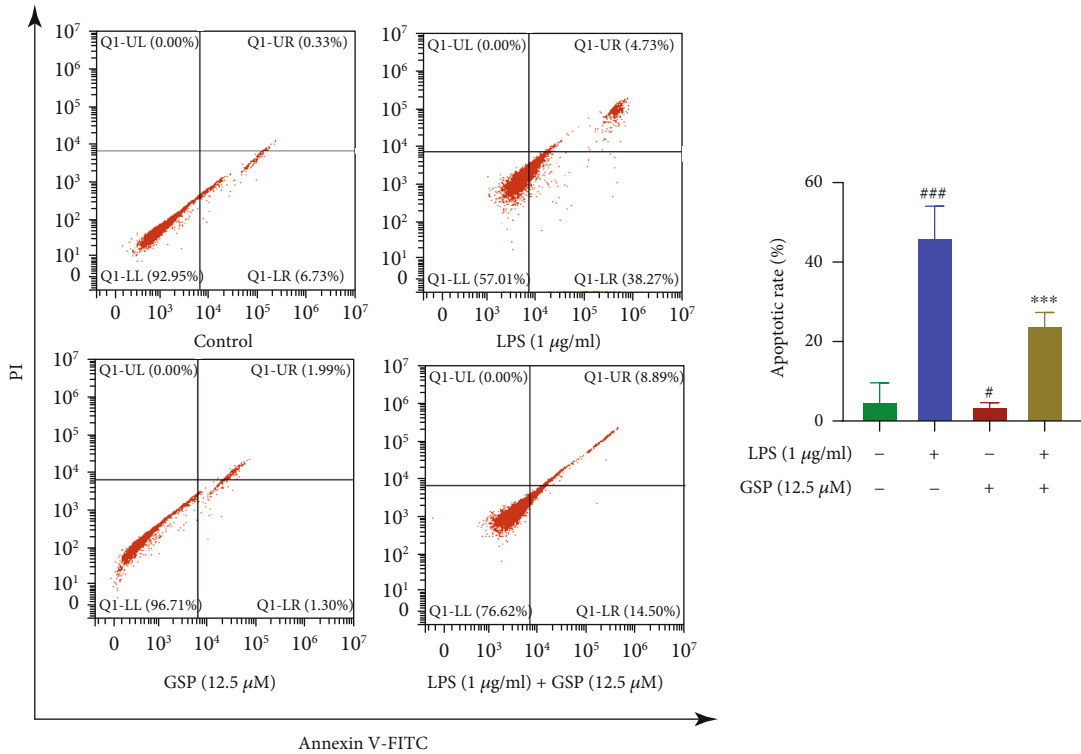 PI
10⁷
10⁶
10⁵
10⁴
10³
10²
10¹
0
Q1-UL (0.00%) Q1-UR (0.33%)
Q1-LL (92.95%) Q1-LR (6.73%)
0 10³ 10⁴ 10⁵ 10⁶ 10⁷
Control
10⁷
10⁶
10⁵
10⁴
10³
10²
10¹
0
Q1-UL (0.00%) Q1-UR (4.73%)
Q1-LL (57.01%) Q1-LR (38.27%)
0 10³ 10⁴ 10⁵ 10⁶ 10⁷
LPS (1 μg/ml)
10⁷
10⁶
10⁵
10⁴
10³
10²
10¹
0
Q1-UL (0.00%) Q1-UR (1.99%)
Q1-LL (96.71%) Q1-LR (1.30%)
0 10³ 10⁴ 10⁵ 10⁶ 10⁷
GSP (12.5 μM)
10⁷
10⁶
10⁵
10⁴
10³
10²
10¹
0
Q1-UL (0.00%) Q1-UR (8.89%)
Q1-LL (76.62%) Q1-LR (14.50%)
0 10³ 10⁴ 10⁵ 10⁶ 10⁷
LPS (1 μg/ml) + GSP (12.5 μM)
Annexin V-FITC
Apoptotic rate (%)
60
40
20
0
###
#
***
LPS (1 μg/ml) − + − +
GSP (12.5 μM) − − + +